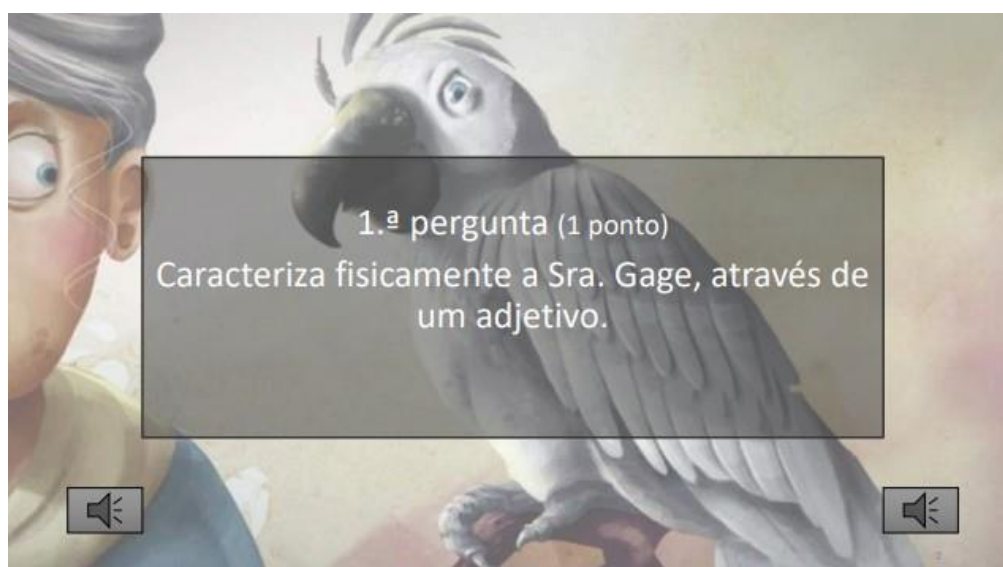 1.ª pergunta (1 ponto)
Caracteriza fisicamente a Sra. Gage, através de
um adjetivo.